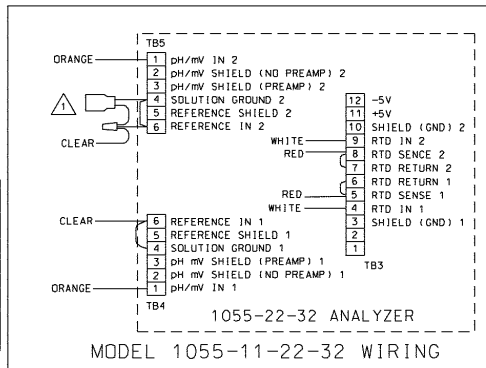 TB5
ORANGE 1 pH/mV IN 2
2 pH/mV SHIELD (NO PREAMP) 2
3 pH/mV SHIELD (PREAMP) 2
1 4 SOLUTION GROUND 2
5 REFERENCE SHIELD 2
6 REFERENCE IN 2
CLEAR
12 -5V
11 +5V
10 SHIELD (GND) 2
WHITE 9 RTD IN 2
RED 8 RTD SENCE 2
7 RTD RETURN 2
6 RTD RETURN 1
RED 5 RTD SENSE 1
WHITE 4 RTD IN 1
3 SHIELD (GND) 1
2
1
TB3
CLEAR 6 REFERENCE IN 1
5 REFERENCE SHIELD 1
4 SOLUTION GROUND 1
3 pH mV SHIELD (PREAMP) 1
2 pH mV SHIELD (NO PREAMP) 1
ORANGE 1 pH/mV IN 1
TB4
1055-22-32 ANALYZER
MODEL 1055-11-22-32 WIRING